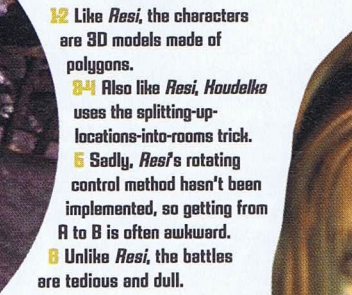 1-2 Like Resi, the characters
are 3D models made of
polygons.
3-4 Also like Resi, Houdelka
uses the splitting-up-
locations-into-rooms trick.
5 Sadly, Resi's rotating
control method hasn't been
implemented, so getting from
A to B is often awkward.
6 Unlike Resi, the battles
are tedious and dull.